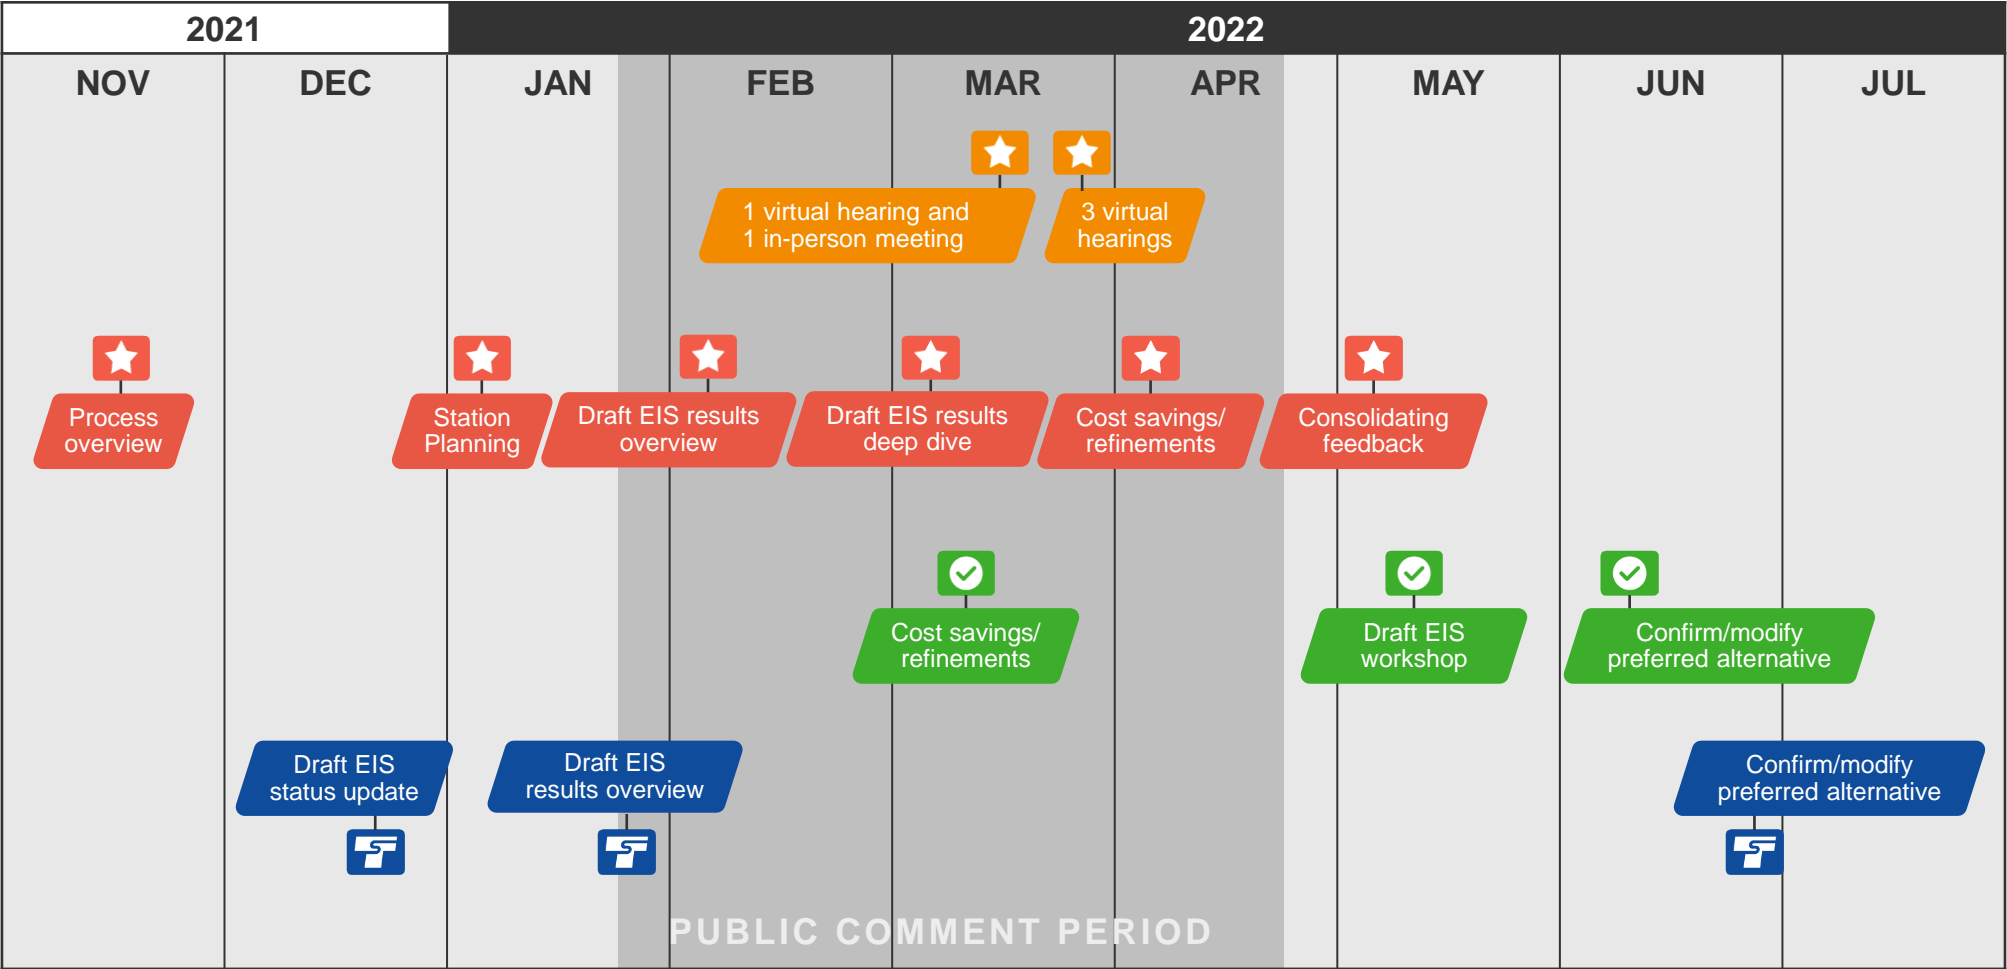 2021
2022
NOV
DEC
JAN
FEB
MAR
APR
MAY
JUN
JUL
1 virtual hearing and
1 in-person meeting
3 virtual
hearings
Process
overview
Station
Planning
Draft EIS results
overview
Draft EIS results
deep dive
Cost savings/
refinements
Consolidating
feedback
Cost savings/
refinements
Draft EIS
workshop
Confirm/modify
preferred alternative
Draft EIS
status update
Draft EIS
results overview
Confirm/modify
preferred alternative
PUBLIC COMMENT PERIOD